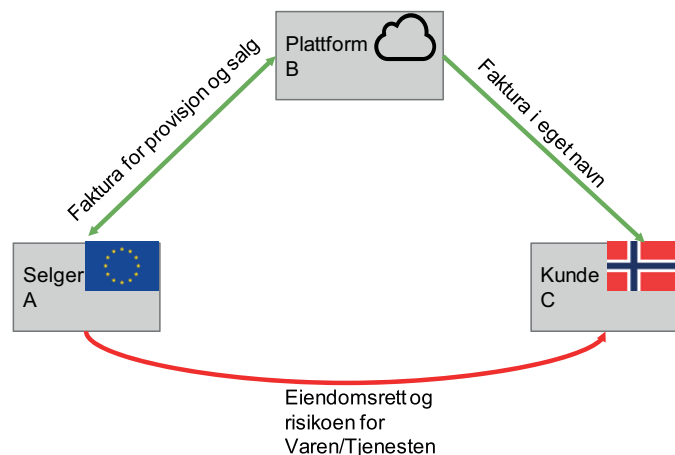 Plattform
B
Faktura for provisjon og salg
Faktura i eget navn
Selger
A
Kunde
C
Eiendomsrett og
risikoen for
Varen/Tjenesten